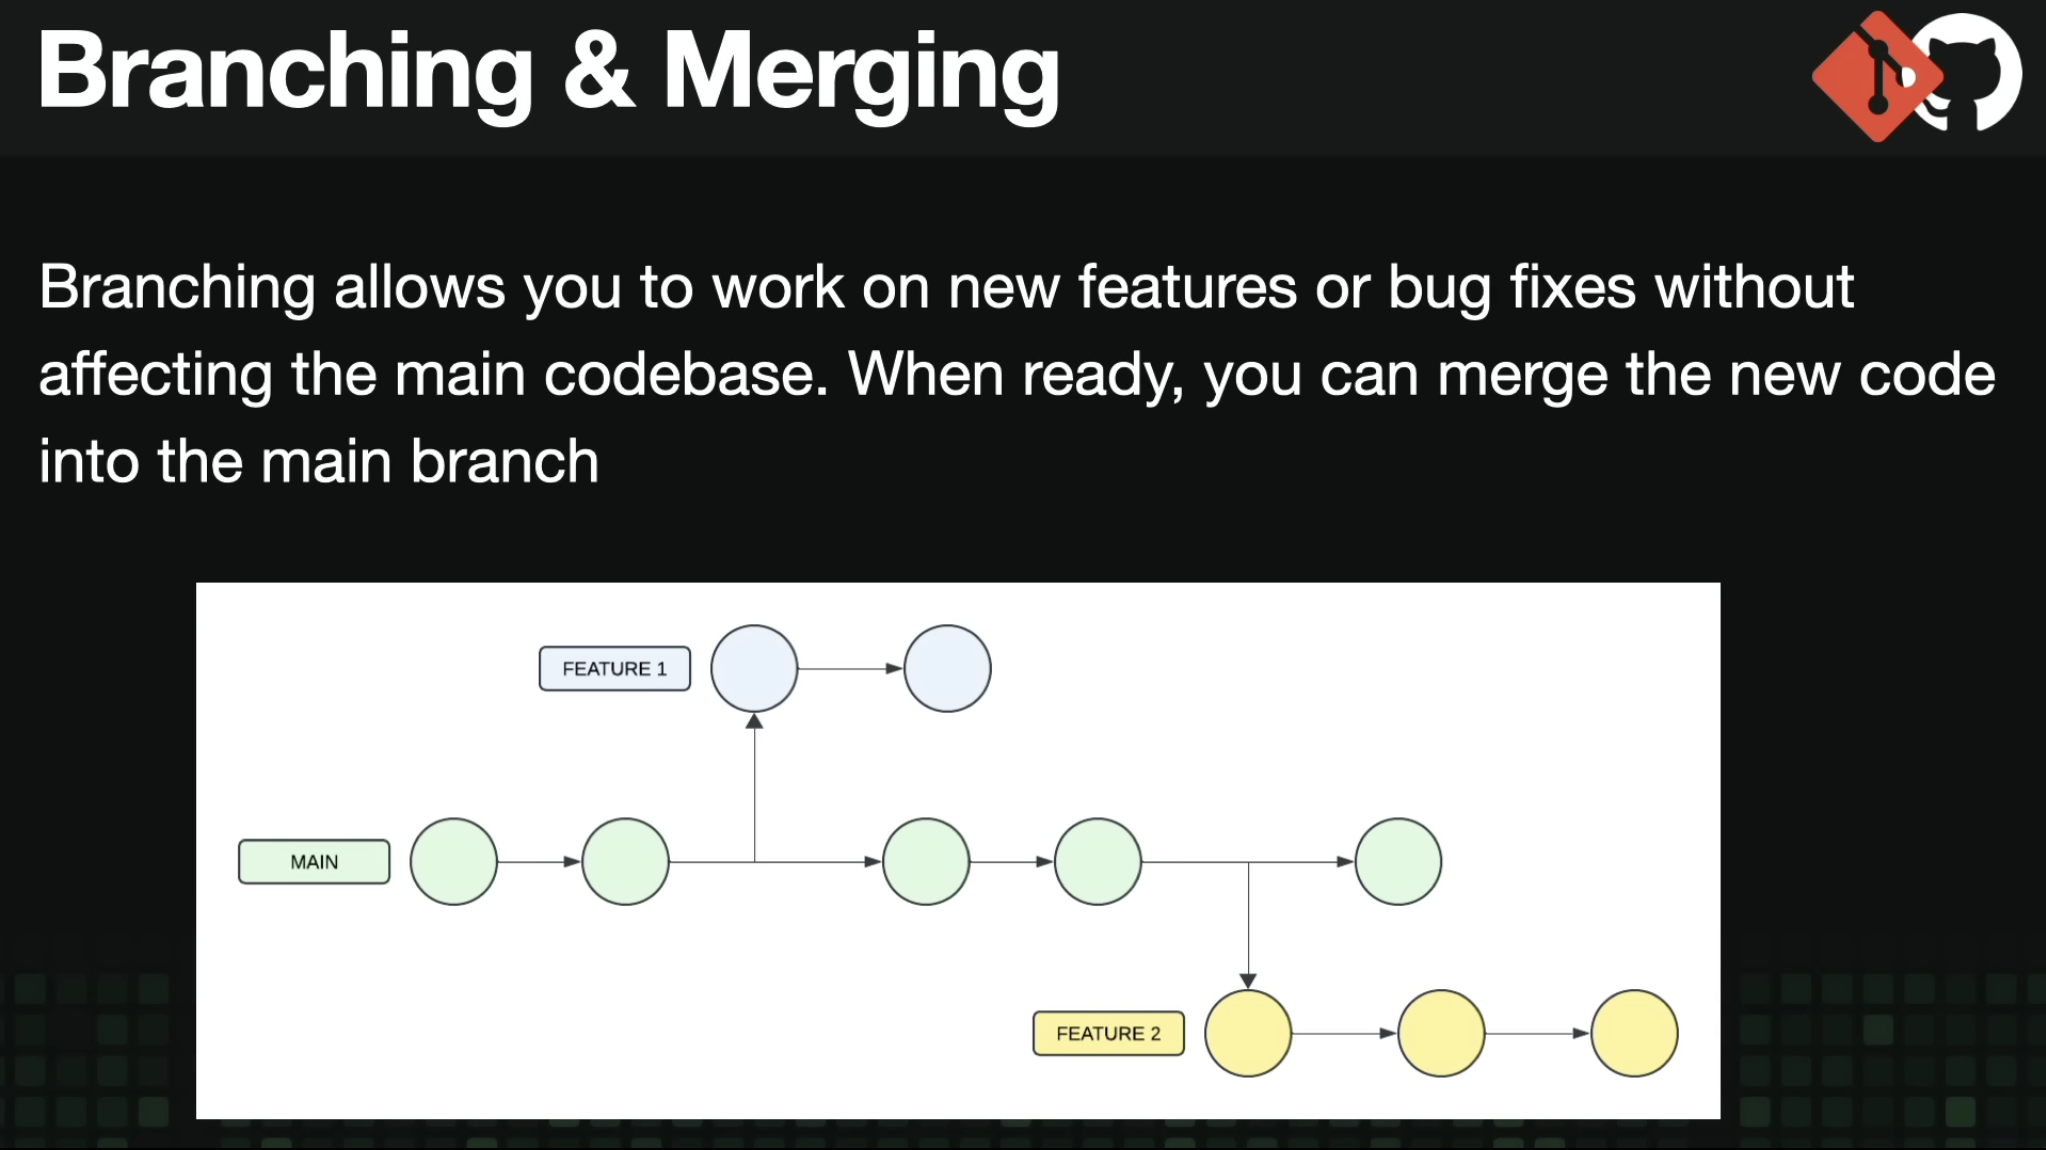 Branching & Merging
Branching allows you to work on new features or bug fixes without
affecting the main codebase. When ready, you can merge the new code
into the main branch
FEATURE 1
MAIN
FEATURE 2